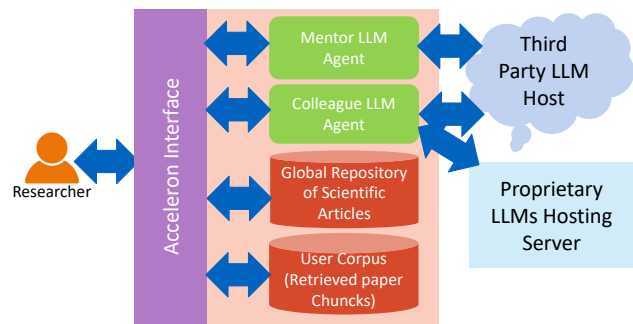 Mentor LLM
Agent
Third
Party LLM
Host
Colleague LLM
Agent
Researcher
Acceleron Interface
Global Repository
of Scientific
Articles
Proprietary
LLMs Hosting
Server
User Corpus
(Retrieved paper
Chuncks)